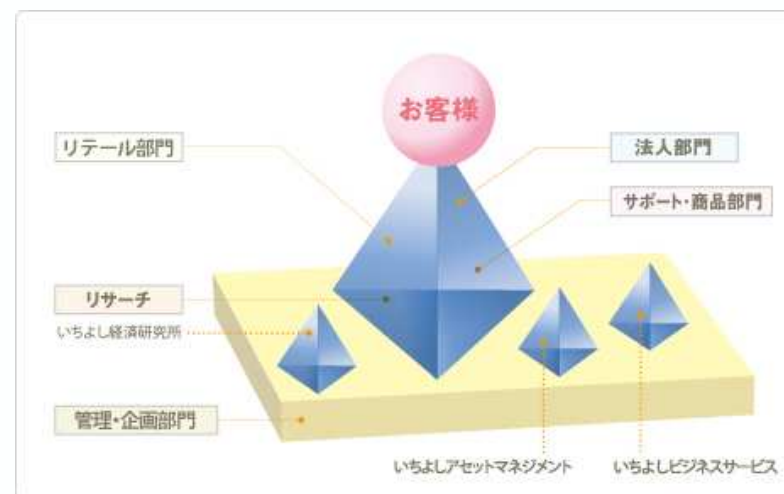 お客様
リテール部門
法人部門
サポート・商品部門
リサーチ
いちよし経済研究所
管理・企画部門
いちよしアセットマネジメント
いちよしビジネスサービス